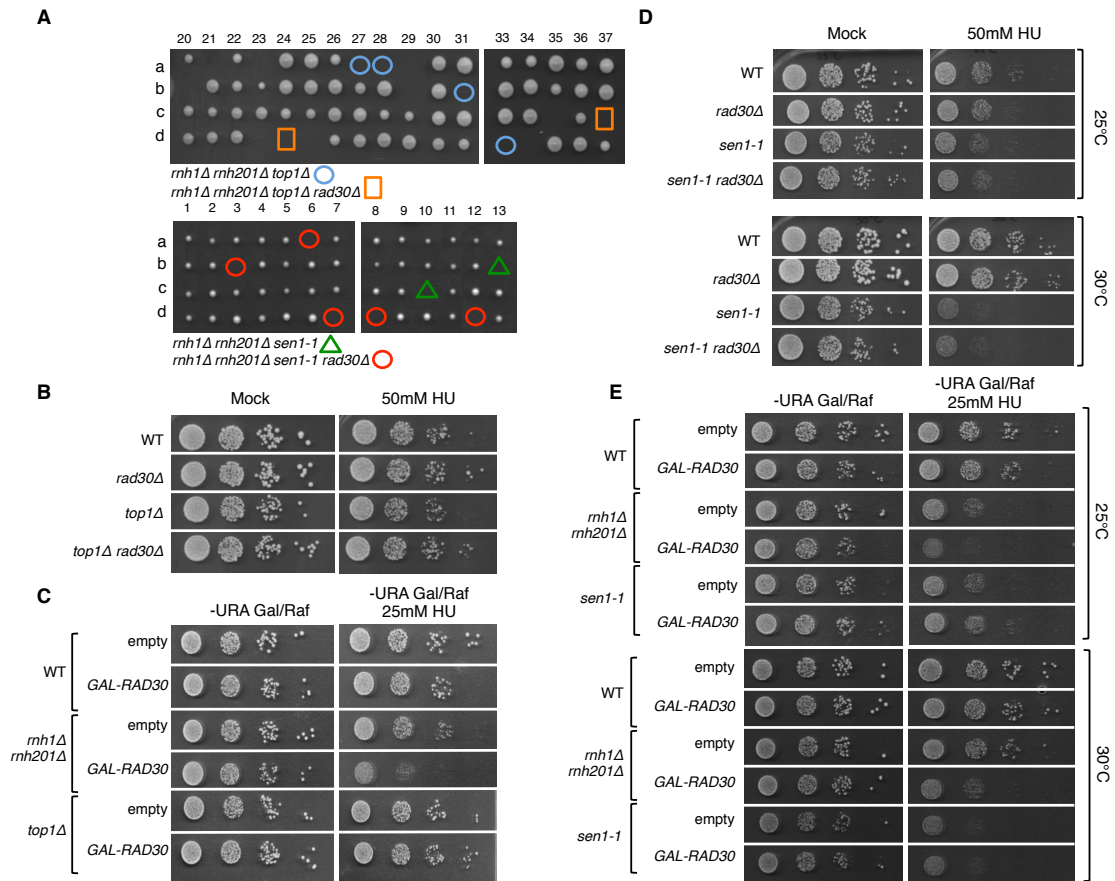 A
20 21 22 23 24 25 26 27 28 29 30 31 33 34 35 36 37
a
b
c
d
rnh1Δ rnh201Δ top1Δ
rnh1Δ rnh201Δ top1Δ rad30Δ
1 2 3 4 5 6 7 8 9 10 11 12 13
a
b
c
d
rnh1Δ rnh201Δ sen1-1
rnh1Δ rnh201Δ sen1-1 rad30Δ
B
Mock 50mM HU
WT
rad30Δ
top1Δ
top1Δ rad30Δ
C
-URA Gal/Raf -URA Gal/Raf
25mM HU
WT
empty
GAL-RAD30
rnh1Δ
rnh201Δ
empty
GAL-RAD30
top1Δ
empty
GAL-RAD30
D
Mock 50mM HU
WT
rad30Δ
sen1-1
sen1-1 rad30Δ
25°C
WT
rad30Δ
sen1-1
sen1-1 rad30Δ
30°C
E
-URA Gal/Raf -URA Gal/Raf
25mM HU
WT
empty
GAL-RAD30
rnh1Δ
rnh201Δ
empty
GAL-RAD30
sen1-1
empty
GAL-RAD30
25°C
WT
empty
GAL-RAD30
rnh1Δ
rnh201Δ
empty
GAL-RAD30
sen1-1
empty
GAL-RAD30
30°C